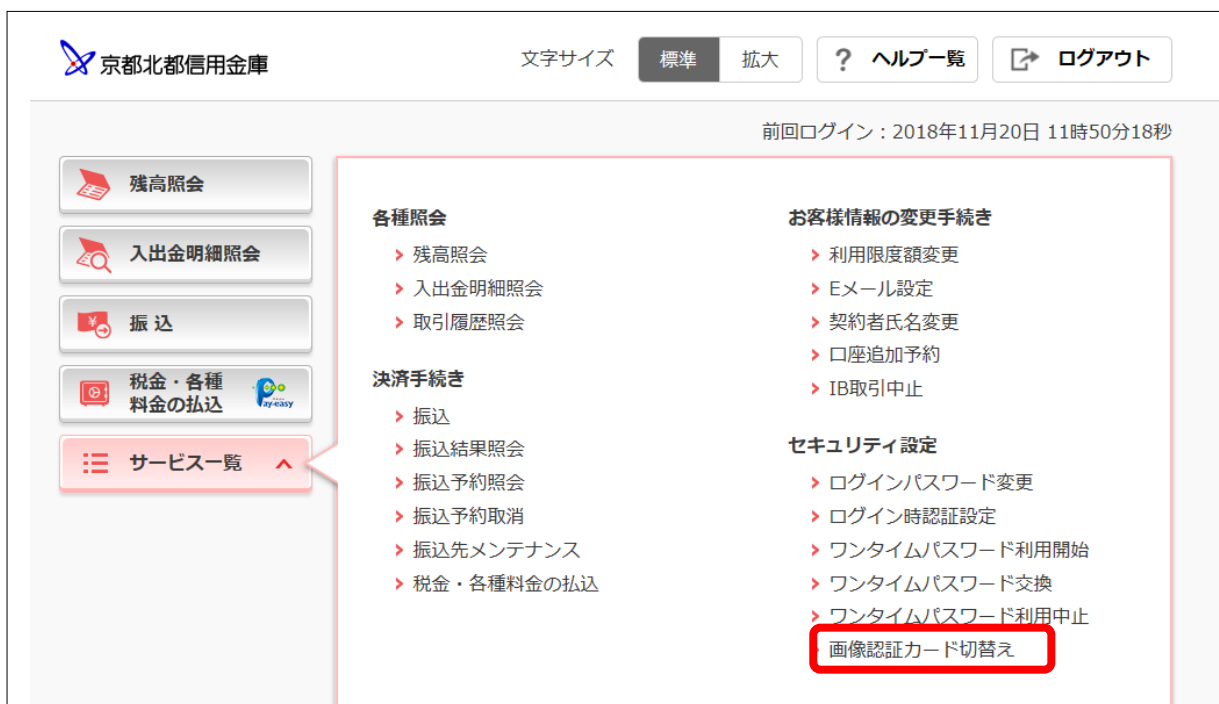 京都北都信用金庫
文字サイズ 標準 拡大 ? ヘルプ一覧 ログアウト
前回ログイン：2018年11月20日 11時50分18秒
残高照会
入出金明細照会
¥ 振 込
税金・各種
料金の払込
Pay-easy
サービス一覧
各種照会
残高照会
入出金明細照会
取引履歴照会
決済手続き
振込
振込結果照会
振込予約照会
振込予約取消
振込先メンテナンス
税金・各種料金の払込
お客様情報の変更手続き
利用限度額変更
Eメール設定
契約者氏名変更
口座追加予約
IB取引中止
セキュリティ設定
ログインパスワード変更
ログイン時認証設定
ワンタイムパスワード利用開始
ワンタイムパスワード交換
ワンタイムパスワード利用中止
画像認証カード切替え